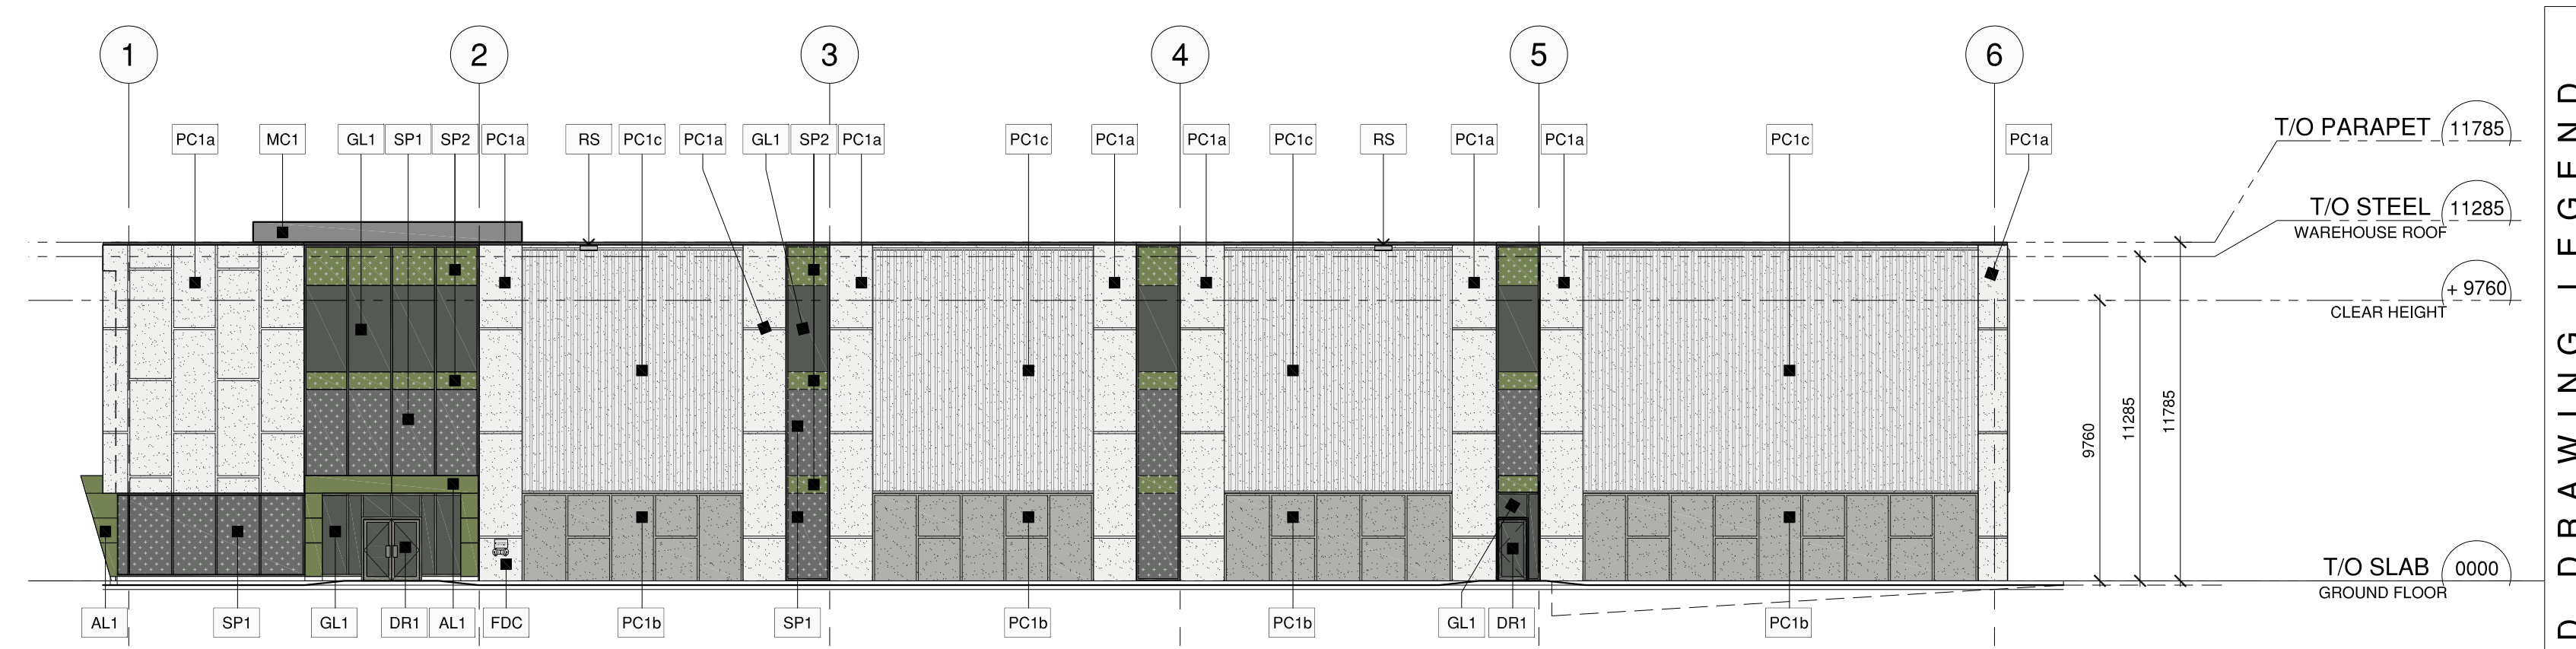 1 2 3 4 5 6
PC1a MC1 GL1 SP1 SP2 PC1a RS PC1c PC1a GL1 SP2 PC1a PC1c PC1a PC1a PC1c RS PC1a PC1a PC1c PC1a
T/O PARAPET 11785
T/O STEEL 11285
WAREHOUSE ROOF
+ 9760
CLEAR HEIGHT
9760
11285
11785
T/O SLAB 0000
GROUND FLOOR
AL1 SP1 GL1 DR1 AL1 FDC PC1b SP1 PC1b PC1b GL1 DR1 PC1b
D DRAWING LEGEND